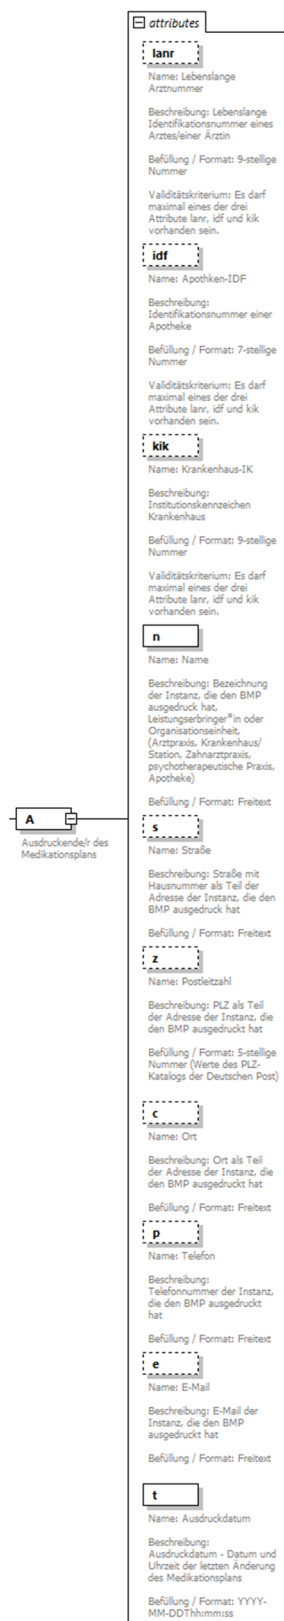 attributes
lanr
Name: Lebenslange
Arztnummer
Beschreibung: Lebenslange
Identifikationsnummer eines
Arztes/einer Ärztin
Befüllung / Format: 9-stellige
Nummer
Validitätskriterium: Es darf
maximal eines der drei
Attribute lanr, idf und kik
vorhanden sein.
idf
Name: Apothken-IDF
Beschreibung:
Identifikationsnummer einer
Apotheke
Befüllung / Format: 7-stellige
Nummer
Validitätskriterium: Es darf
maximal eines der drei
Attribute lanr, idf und kik
vorhanden sein.
kik
Name: Krankenhaus-IK
Beschreibung:
Institutionskennzeichen
Krankenhaus
Befüllung / Format: 9-stellige
Nummer
Validitätskriterium: Es darf
maximal eines der drei
Attribute lanr, idf und kik
vorhanden sein.
n
Name: Name
Beschreibung: Bezeichnung
der Instanz, die den BMP
ausgedruck hat,
Leistungserbringer*in oder
Organisationseinheit,
(Arztpraxis, Krankenhaus/
Station, Zahnarztpraxis,
psychotherapeutische Praxis,
Apotheke)
Befüllung / Format: Freitext
A
Ausdruckende/r des
Medikationsplans
s
Name: Straße
Beschreibung: Straße mit
Hausnummer als Teil der
Adresse der Instanz, die den
BMP ausgedruck hat
Befüllung / Format: Freitext
z
Name: Postleitzahl
Beschreibung: PLZ als Teil
der Adresse der Instanz, die
den BMP ausgedruckt hat
Befüllung / Format: 5-stellige
Nummer (Werte des PLZ-
Katalogs der Deutschen Post)
c
Name: Ort
Beschreibung: Ort als Teil
der Adresse der Instanz, die
den BMP ausgedruckt hat
Befüllung / Format: Freitext
p
Name: Telefon
Beschreibung:
Telefonnummer der Instanz,
die den BMP ausgedruckt
hat
Befüllung / Format: Freitext
e
Name: E-Mail
Beschreibung: E-Mail der
Instanz, die den BMP
ausgedruckt hat
Befüllung / Format: Freitext
t
Name: Ausdruckdatum
Beschreibung:
Ausdruckdatum - Datum und
Uhrzeit der letzten Änderung
des Medikationsplans
Befüllung / Format: YYYY-
MM-DDThh:mm:ss